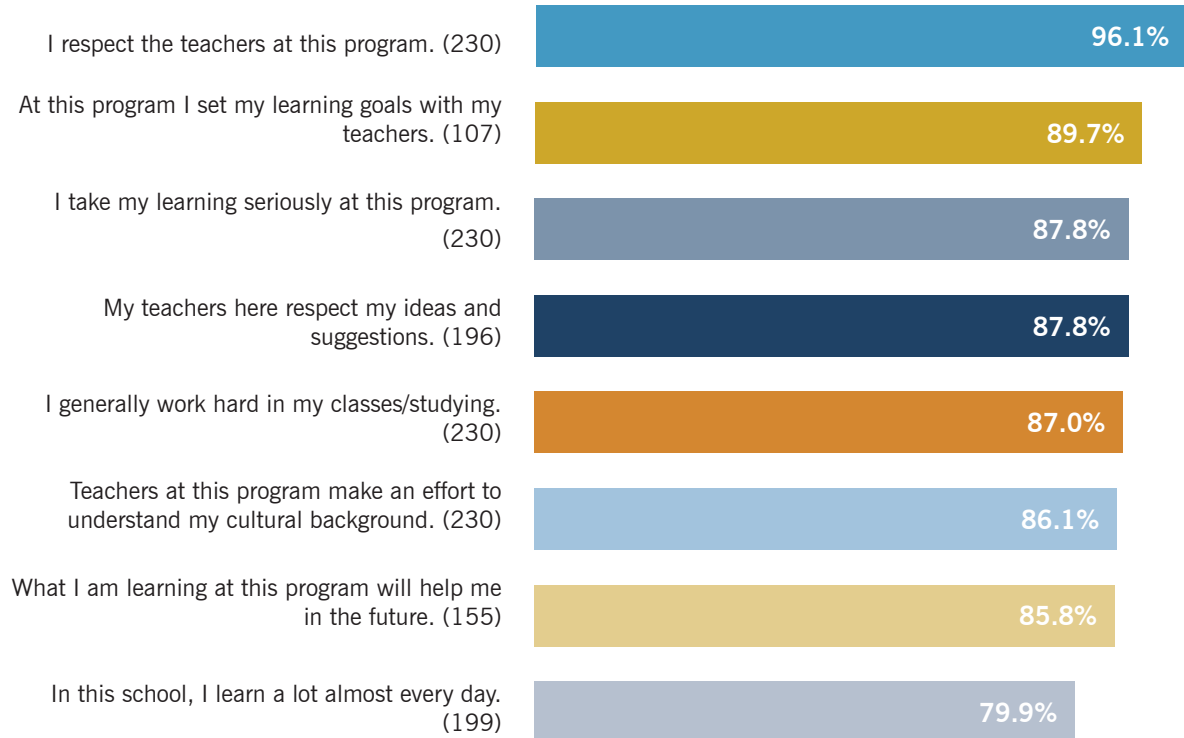 I respect the teachers at this program. (230)
96.1%
At this program I set my learning goals with my
teachers. (107)
89.7%
I take my learning seriously at this program.
(230)
87.8%
My teachers here respect my ideas and
suggestions. (196)
87.8%
I generally work hard in my classes/studying.
(230)
87.0%
Teachers at this program make an effort to
understand my cultural background. (230)
86.1%
What I am learning at this program will help me
in the future. (155)
85.8%
In this school, I learn a lot almost every day.
(199)
79.9%